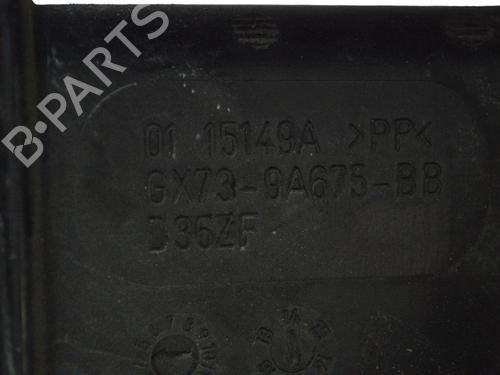 B-PARTS
01 15149A >PP<
GX73-9A675-BB
D36ZF